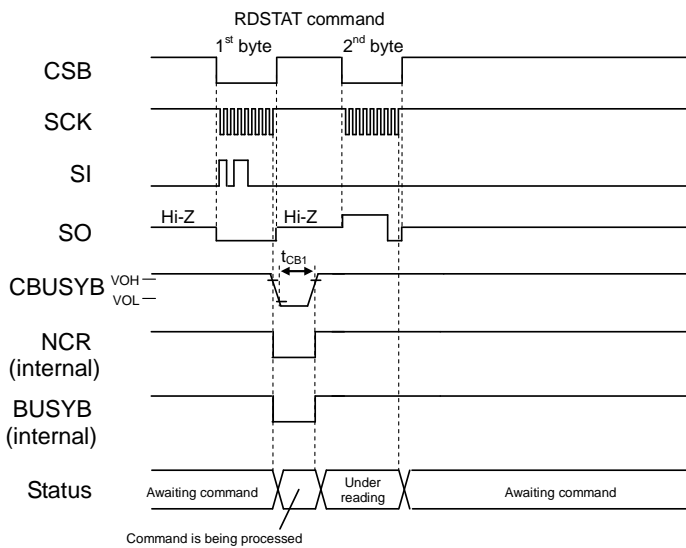 RDSTAT command
1st byte
2nd byte
CSB
SCK
SI
Hi-Z
Hi-Z
SO
tCB1
VOH
CBUSYB
VOL
NCR
(internal)
BUSYB
(internal)
Status
Awaiting command
Under
reading
Awaiting command
Command is being processed